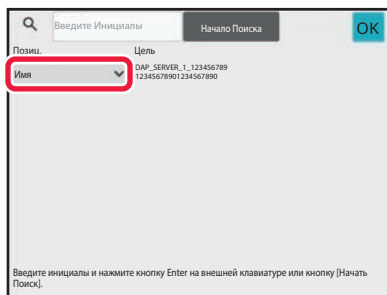 Введите Инициалы
Начало Поиска
OK
Позиц.
Цель
Имя
DAP_SERVER_1_123456789
12345678901234567890
Введите инициалы и нажмите кнопку Enter на внешней клавиатуре или кнопку [Начать
Поиск].